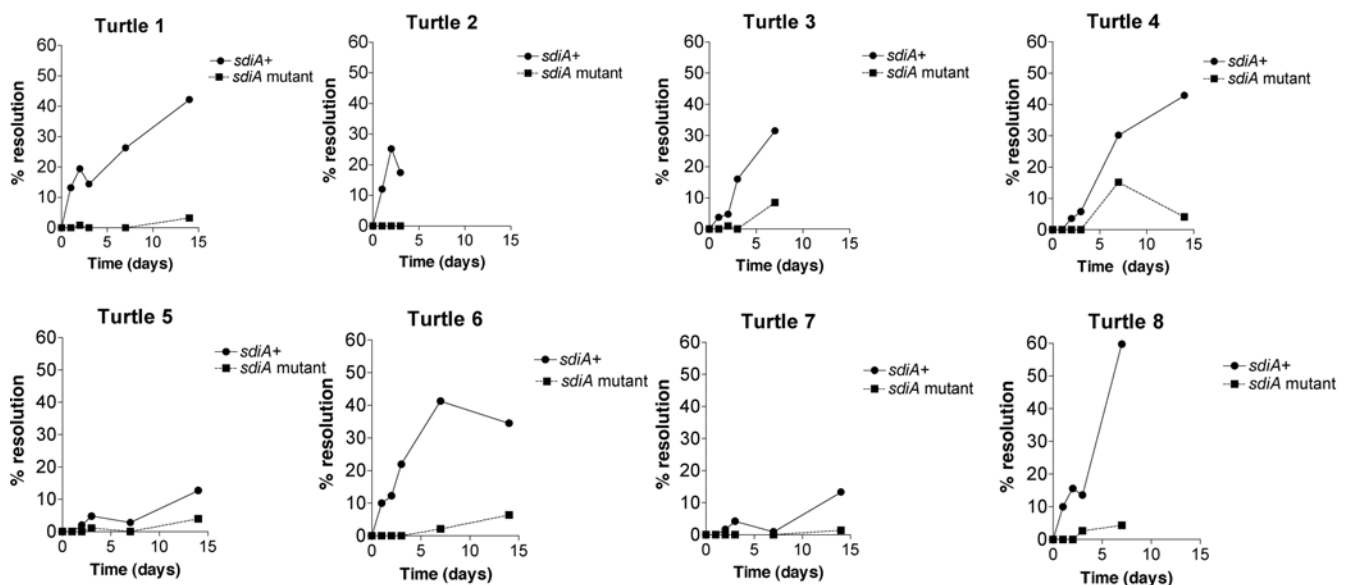 Turtle 1
60
50
40
30
20
10
0
% resolution
0 5 10 15
Time (days)
sdiA+
sdiA mutant
Turtle 2
60
50
40
30
20
10
0
% resolution
0 5 10 15
Time (days)
sdiA+
sdiA mutant
Turtle 3
60
50
40
30
20
10
0
% resolution
0 5 10 15
Time (days)
sdiA+
sdiA mutant
Turtle 4
60
50
40
30
20
10
0
% resolution
0 5 10 15
Time (days)
sdiA+
sdiA mutant
Turtle 5
60
50
40
30
20
10
0
% resolution
0 5 10 15
Time (days)
sdiA+
sdiA mutant
Turtle 6
60
50
40
30
20
10
0
% resolution
0 5 10 15
Time (days)
sdiA+
sdiA mutant
Turtle 7
60
50
40
30
20
10
0
% resolution
0 5 10 15
Time (days)
sdiA+
sdiA mutant
Turtle 8
60
50
40
30
20
10
0
% resolution
0 5 10 15
Time (days)
sdiA+
sdiA mutant